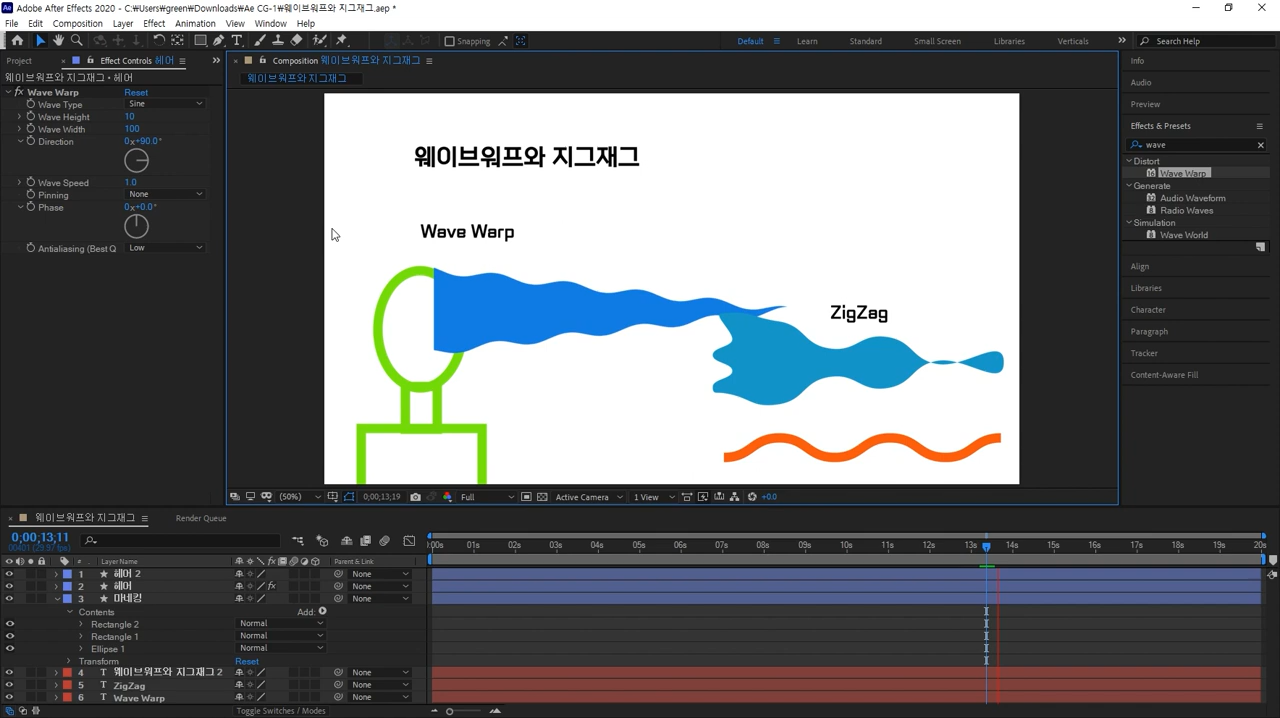 Adobe After Effects 2020 - C:₩Users₩green₩Downloads₩Ae CG-1₩웨이브워프와 지그재그.aep *
File Edit Composition Layer Effect Animation View Window Help
Snapping
Default Learn Standard Small Screen Libraries Verticals Search Help
Project Effect Controls 헤어
웨이브워프와 지그재그 • 헤어
fx Wave Warp Reset
Wave Type Sine
Wave Height 10
Wave Width 100
Direction 0x+90.0°
Wave Speed 1.0
Pinning None
Phase 0x+0.0°
Antialiasing (Best Q Low
Composition 웨이브워프와 지그재그
웨이브워프와 지그재그
웨이브워프와 지그재그
Wave Warp
ZigZag
(50%) 0;00;13;19 Full Active Camera 1 View +0.0
Info
Audio
Preview
Effects & Presets
wave
Distort
Wave Warp
Generate
Audio Waveform
Radio Waves
Simulation
Wave World
Align
Libraries
Character
Paragraph
Tracker
Content-Aware Fill
웨이브워프와 지그재그 Render Queue
0;00;13;11
00401 (29.97 fps)
:00s 01s 02s 03s 04s 05s 06s 07s 08s 09s 10s 11s 12s 13s 14s 15s 16s 17s 18s 19s 20s
# Layer Name Parent & Link
1 헤어 2 None
2 헤어 fx None
3 마네킹 None
Contents Add:
Rectangle 2 Normal
Rectangle 1 Normal
Ellipse 1 Normal
Transform Reset
4 T 웨이브워프와 지그재그 2 None
5 T ZigZag None
6 T Wave Warp None
Toggle Switches / Modes